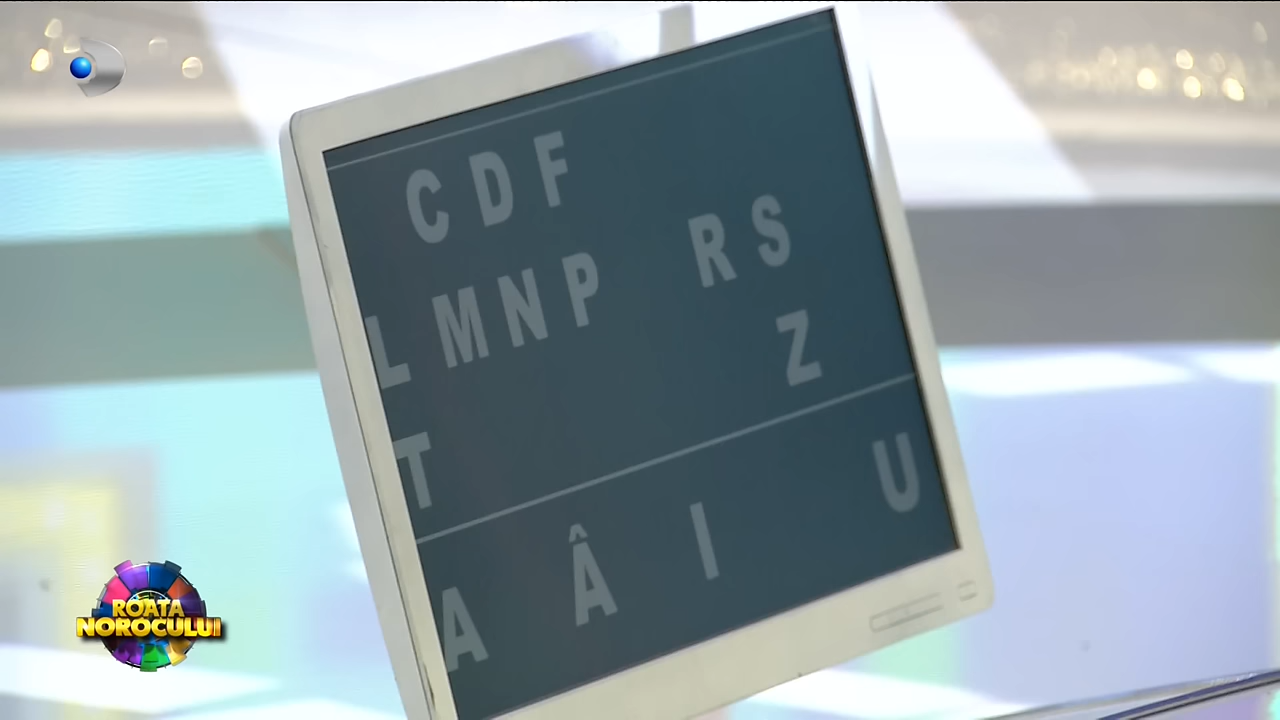 C D F
L M N P R S
Z
T
A Â I U
ROATA
NOROCULUI